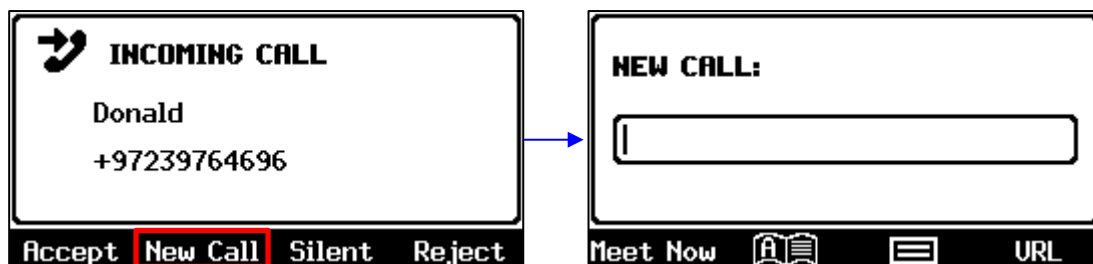 INCOMING CALL
Donald
+97239764696
Accept New Call Silent Reject
NEW CALL:
Meet Now A URL